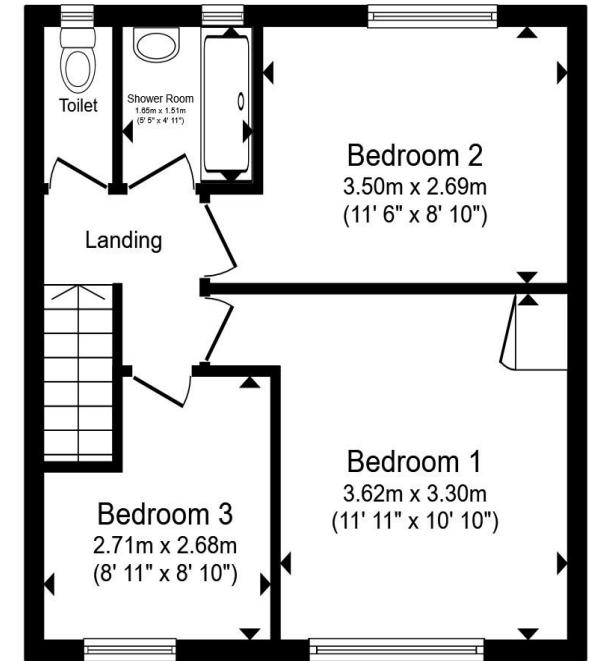 Toilet
Shower Room
1.65m x 1.51m
(5' 5" x 4' 11")
Bedroom 2
3.50m x 2.69m
(11' 6" x 8' 10")
Landing
Bedroom 1
3.62m x 3.30m
(11' 11" x 10' 10")
Bedroom 3
2.71m x 2.68m
(8' 11" x 8' 10")